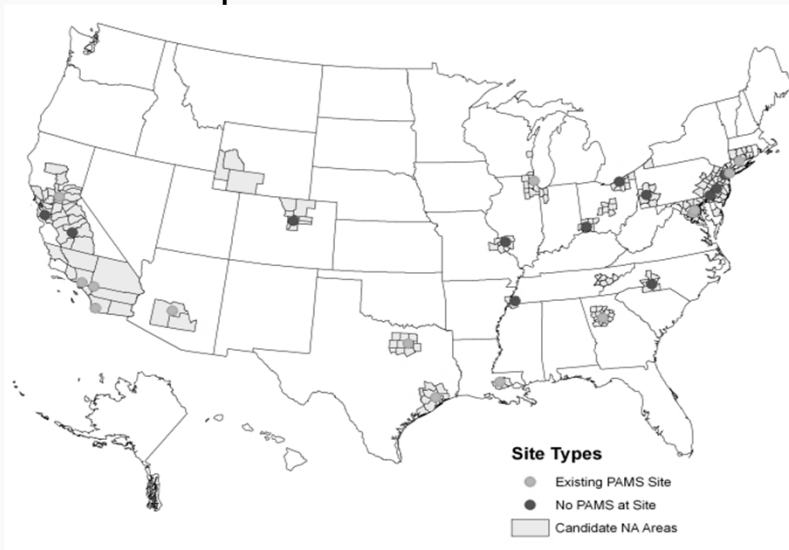 Site Types
Existing PAMS Site
No PAMS at Site
Candidate NA Areas